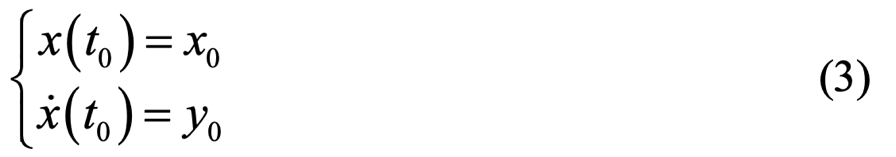 x(t₀) = x₀
ẋ(t₀) = y₀
(3)